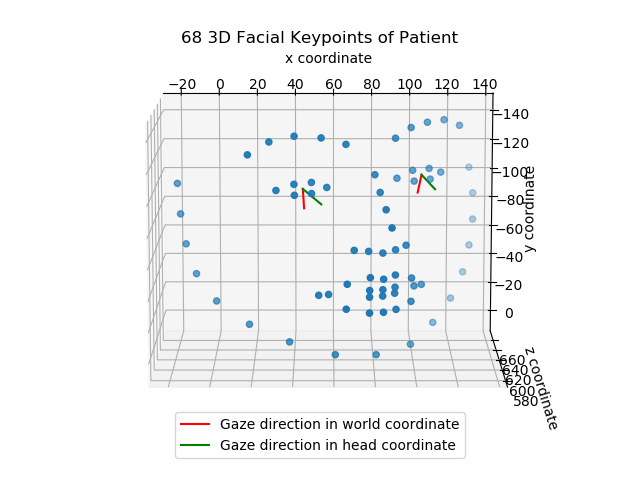 68 3D Facial Keypoints of Patient
x coordinate
−20 0 20 40 60 80 100 120 140
−140
−120
−100
−80
−60
−40
−20
0
y coordinate
660
640
620
600
580
z coordinate
Gaze direction in world coordinate
Gaze direction in head coordinate